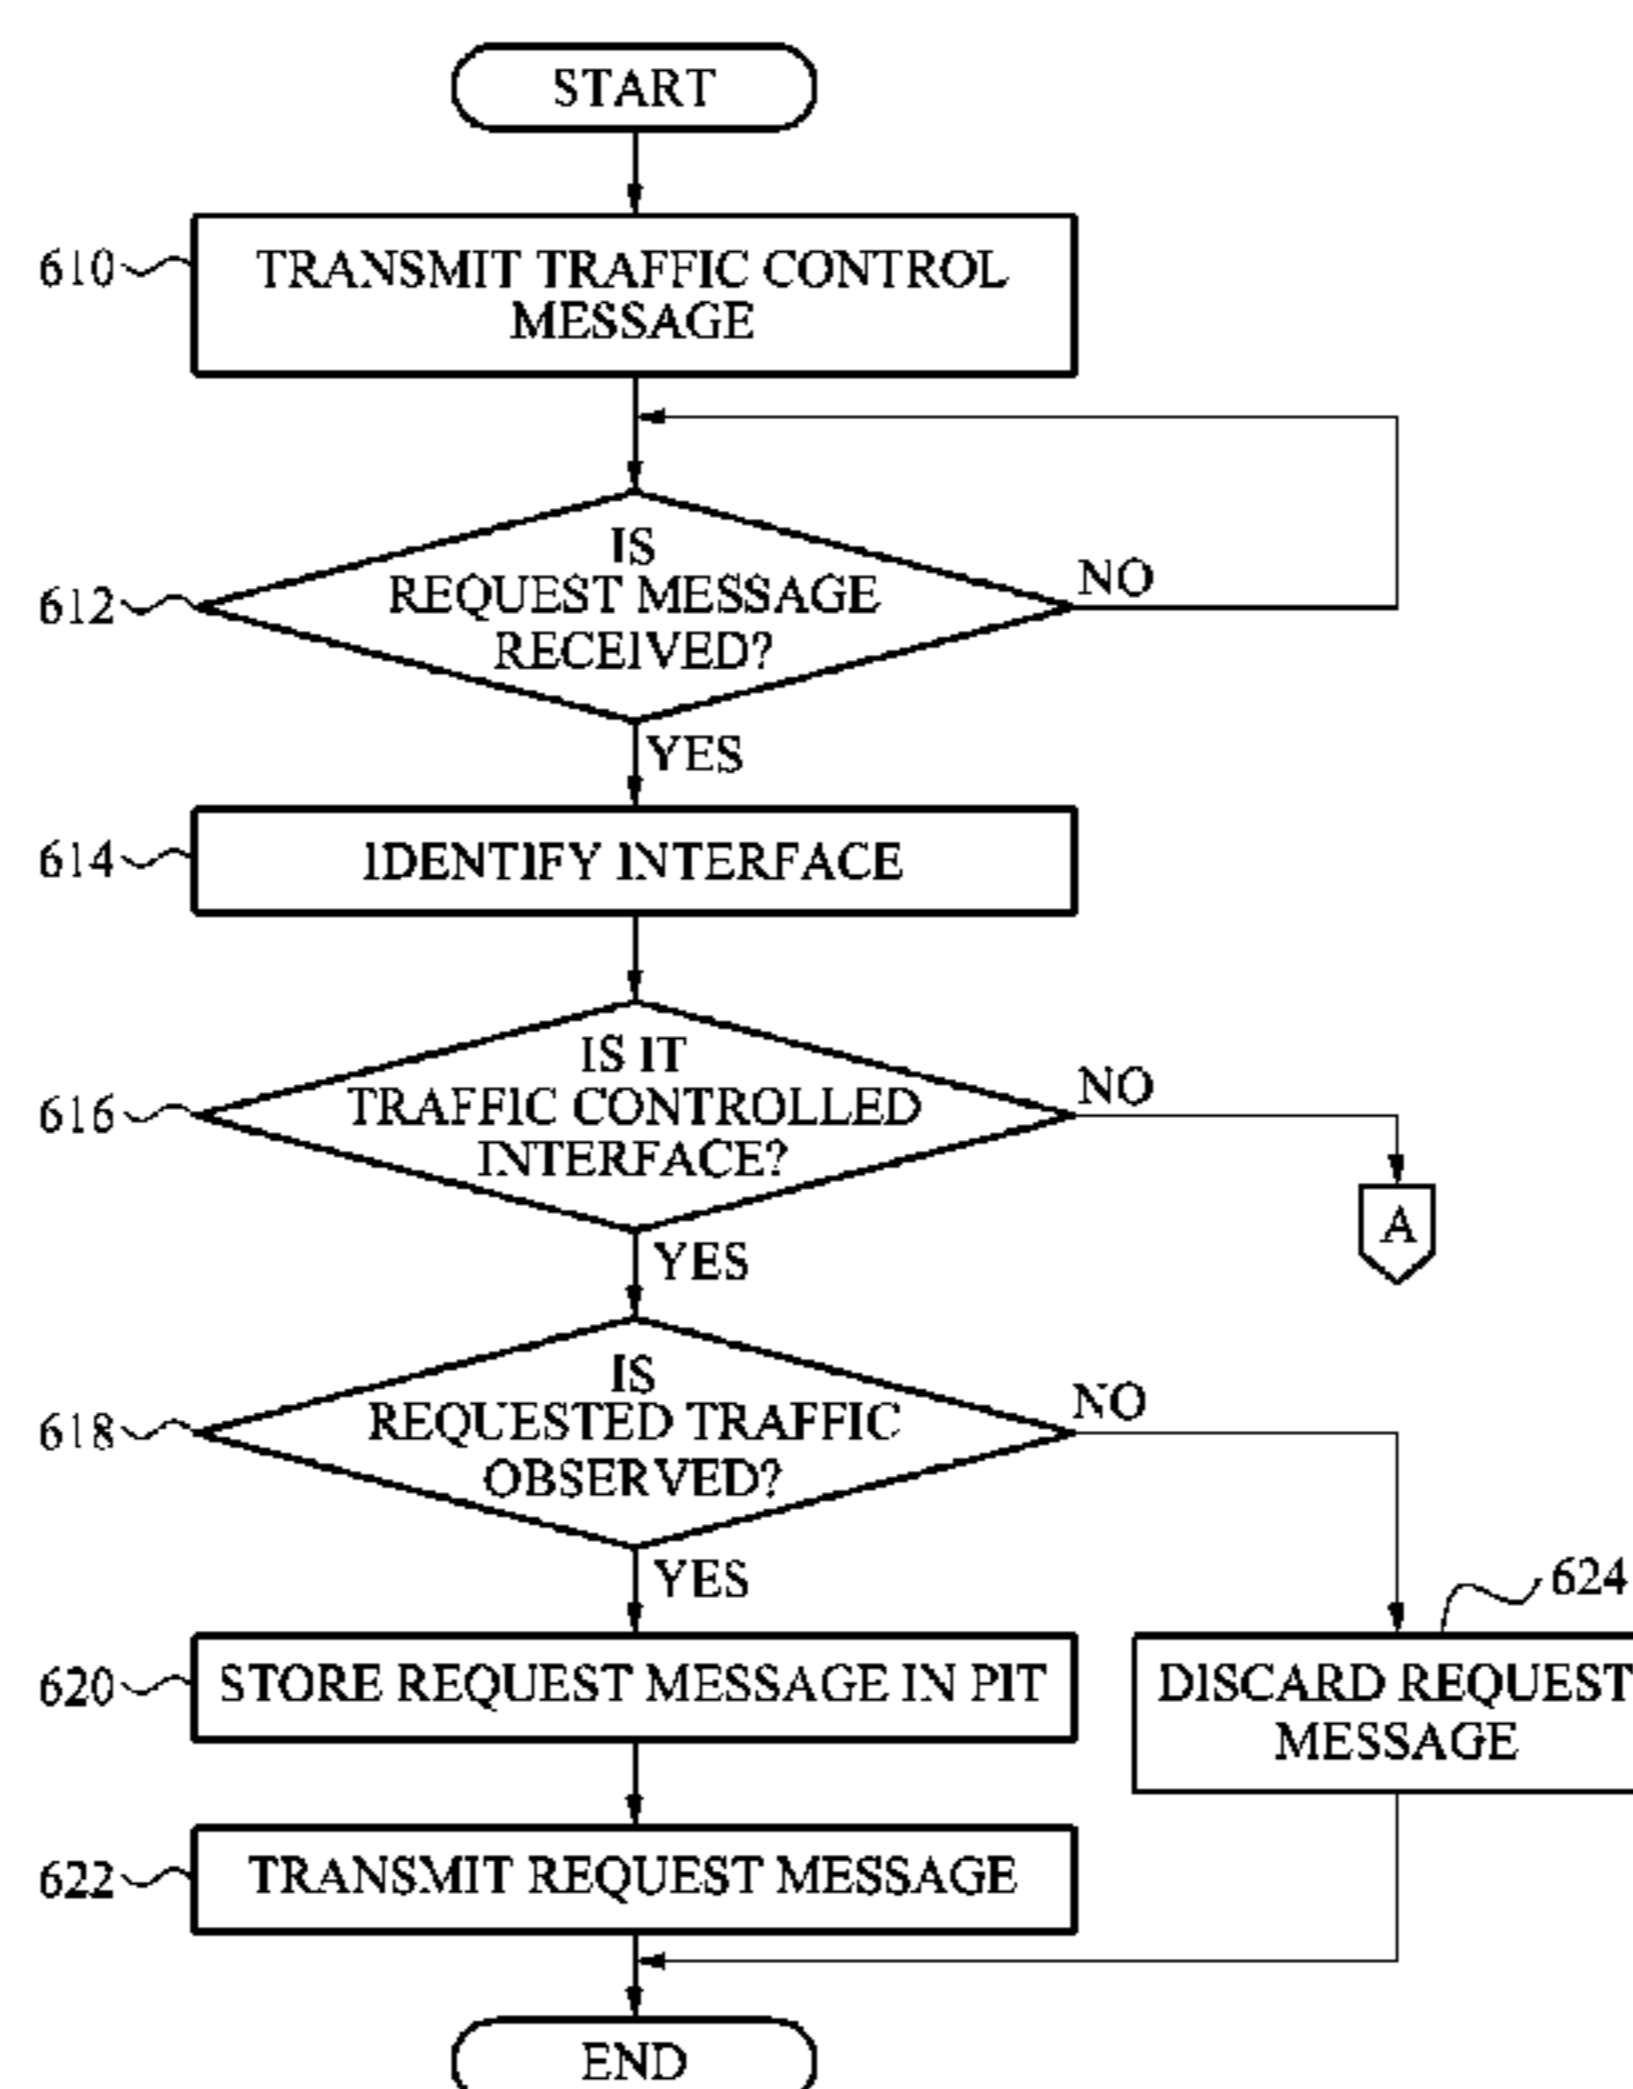 START
610
TRANSMIT TRAFFIC CONTROL
MESSAGE
612
IS
REQUEST MESSAGE
RECEIVED?
NO
YES
614
IDENTIFY INTERFACE
616
IS IT
TRAFFIC CONTROLLED
INTERFACE?
NO
A
YES
618
IS
REQUESTED TRAFFIC
OBSERVED?
NO
YES
624
620
STORE REQUEST MESSAGE IN PIT
DISCARD REQUEST
MESSAGE
622
TRANSMIT REQUEST MESSAGE
END